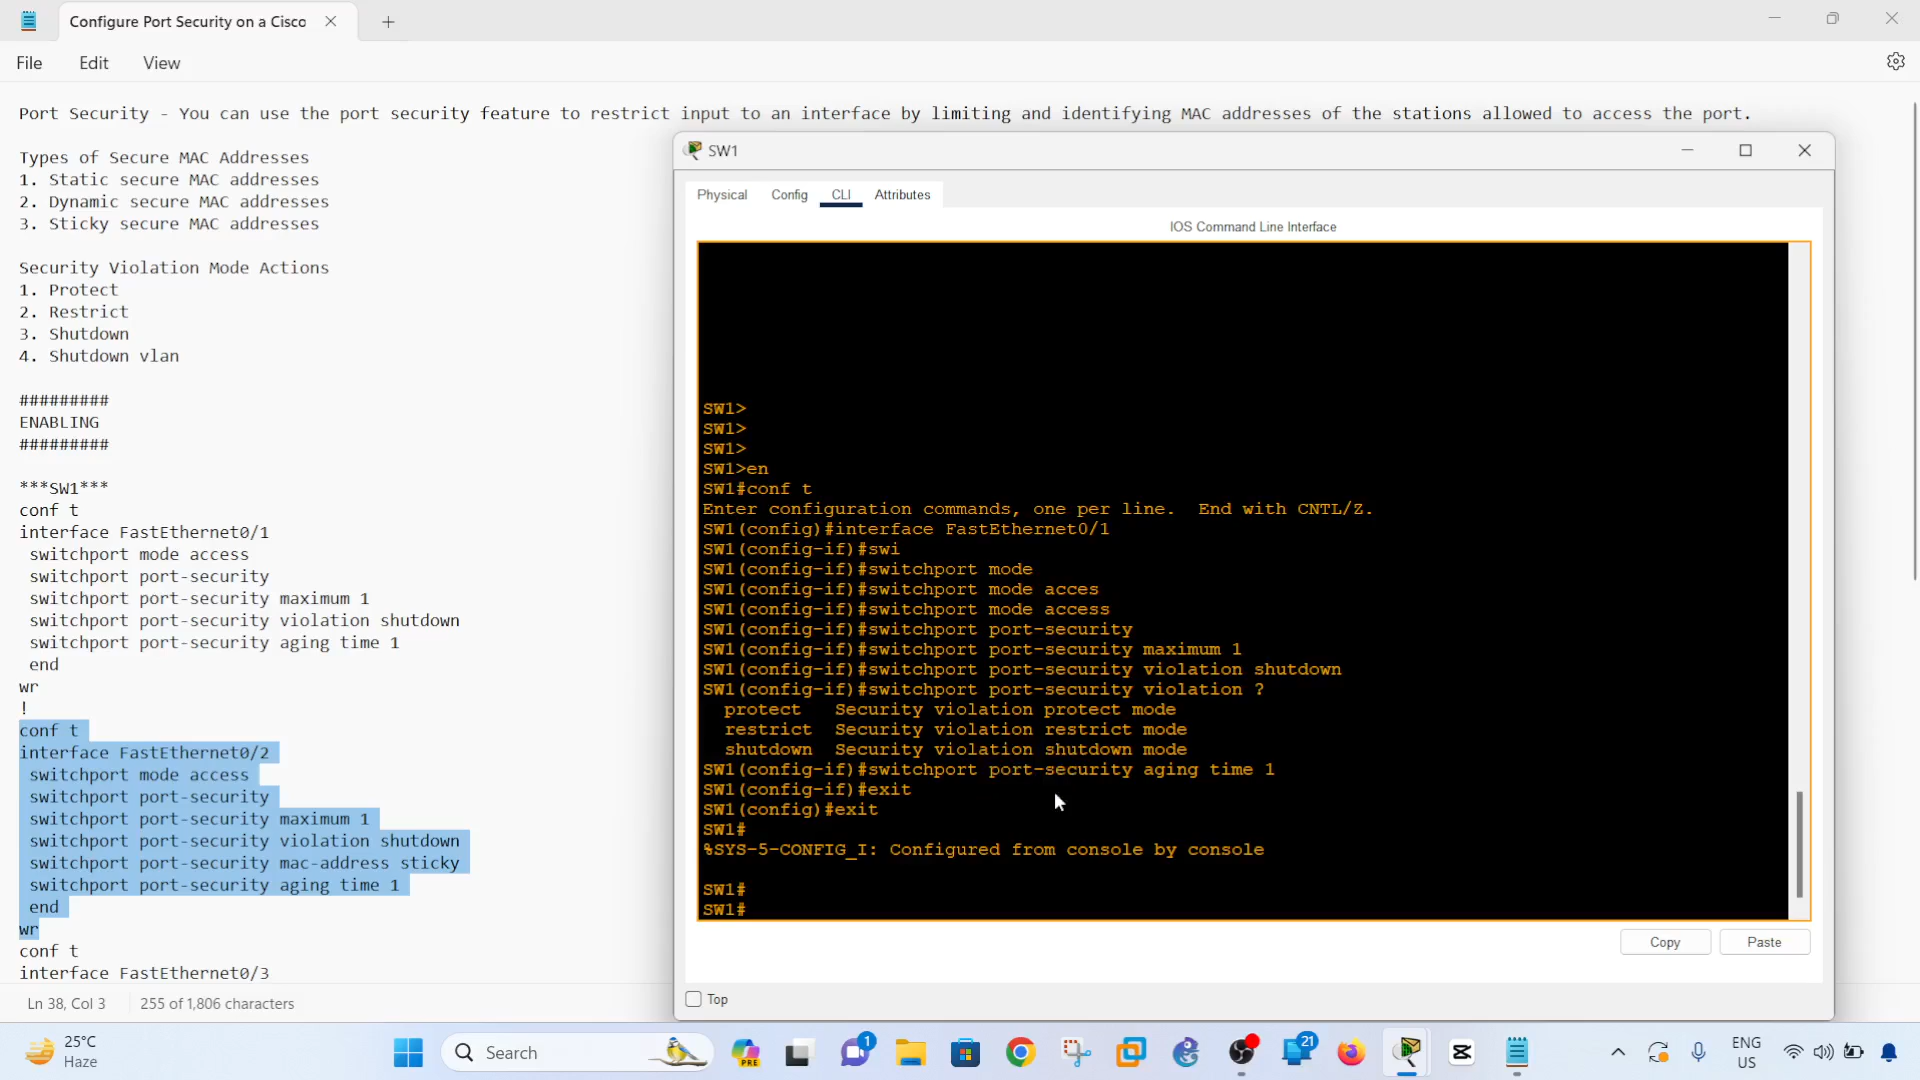 Configure Port Security on a Cisco
File Edit View
Port Security - You can use the port security feature to restrict input to an interface by limiting and identifying MAC addresses of the stations allowed to access the port.
Types of Secure MAC Addresses
1. Static secure MAC addresses
2. Dynamic secure MAC addresses
3. Sticky secure MAC addresses
Security Violation Mode Actions
1. Protect
2. Restrict
3. Shutdown
4. Shutdown vlan
#########
ENABLING
#########
***SW1***
conf t
interface FastEthernet0/1
switchport mode access
switchport port-security
switchport port-security maximum 1
switchport port-security violation shutdown
switchport port-security aging time 1
end
wr
!
conf t
interface FastEthernet0/2
switchport mode access
switchport port-security
switchport port-security maximum 1
switchport port-security violation shutdown
switchport port-security mac-address sticky
switchport port-security aging time 1
end
wr
conf t
interface FastEthernet0/3
Ln 38, Col 3 255 of 1,806 characters
SW1
Physical Config CLI Attributes
IOS Command Line Interface
SW1>
SW1>
SW1>
SW1>en
SW1#conf t
Enter configuration commands, one per line. End with CNTL/Z.
SW1(config)#interface FastEthernet0/1
SW1(config-if)#swi
SW1(config-if)#switchport mode
SW1(config-if)#switchport mode acces
SW1(config-if)#switchport mode access
SW1(config-if)#switchport port-security
SW1(config-if)#switchport port-security maximum 1
SW1(config-if)#switchport port-security violation shutdown
SW1(config-if)#switchport port-security violation ?
protect Security violation protect mode
restrict Security violation restrict mode
shutdown Security violation shutdown mode
SW1(config-if)#switchport port-security aging time 1
SW1(config-if)#exit
SW1(config)#exit
SW1#
%SYS-5-CONFIG_I: Configured from console by console
SW1#
SW1#
Copy Paste
Top
25°C
Haze
Search
PRE
1
21
ENG
US